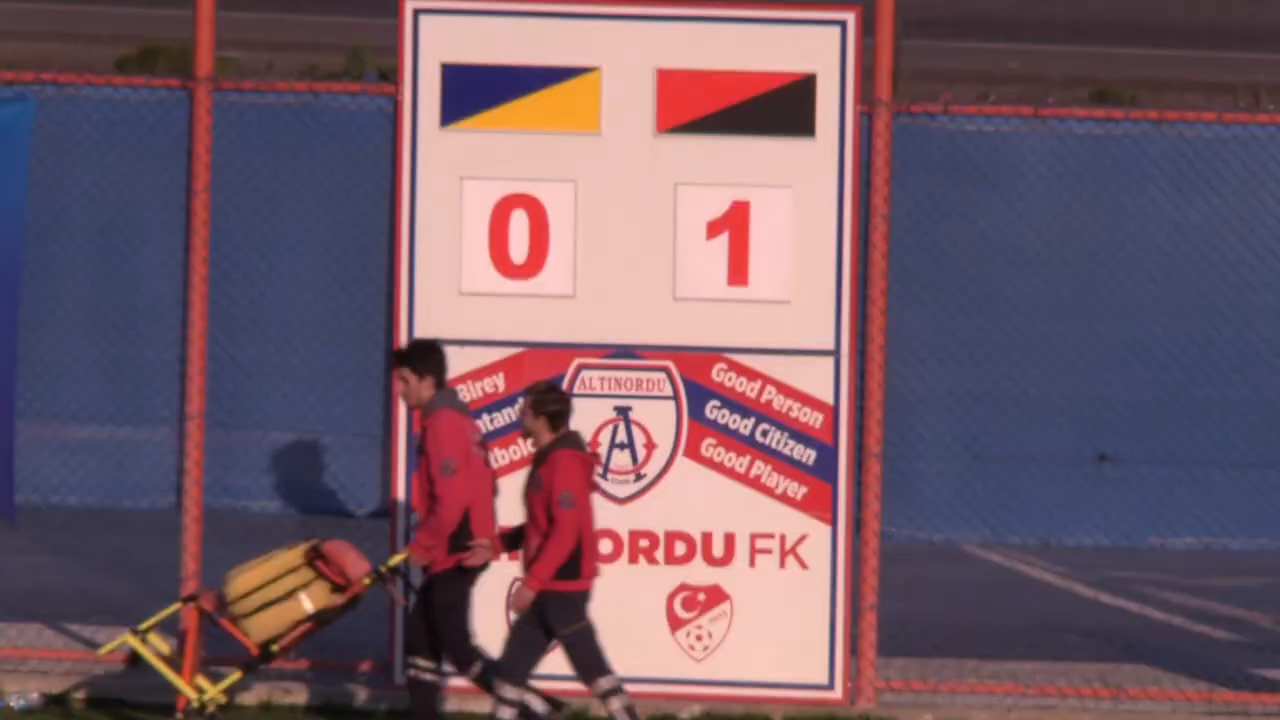 0 1
Birey
ALTINORDU
Good Person
Good Citizen
Good Player
ORDU FK